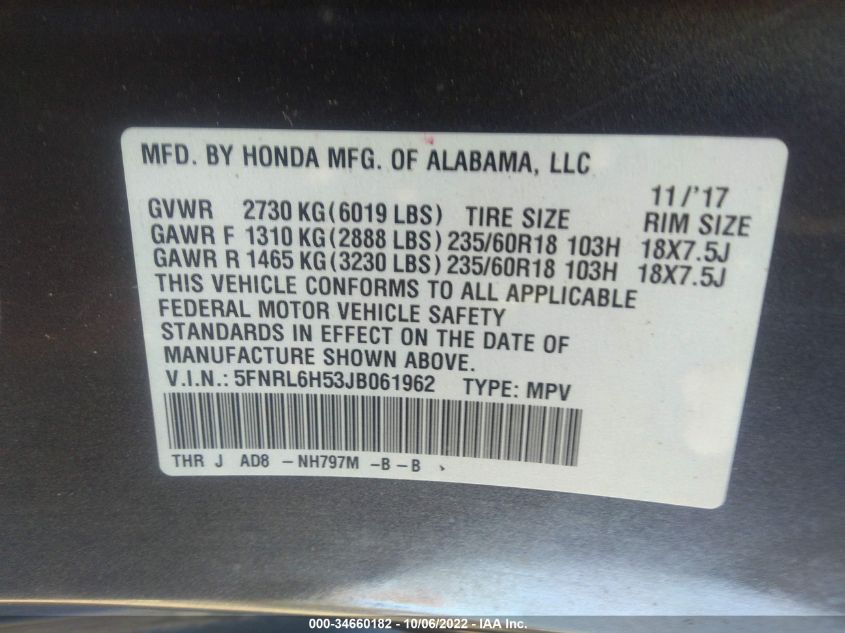 MFD. BY HONDA MFG. OF ALABAMA, LLC
11/'17
GVWR 2730 KG(6019 LBS) TIRE SIZE RIM SIZE
GAWR F 1310 KG(2888 LBS) 235/60R18 103H 18X7.5J
GAWR R 1465 KG(3230 LBS) 235/60R18 103H 18X7.5J
THIS VEHICLE CONFORMS TO ALL APPLICABLE
FEDERAL MOTOR VEHICLE SAFETY
STANDARDS IN EFFECT ON THE DATE OF
MANUFACTURE SHOWN ABOVE.
V.I.N.: 5FNRL6H53JB061962 TYPE: MPV
THR J AD8 -NH797M -B-B
000-34660182 - 10/06/2022 - IAA Inc.